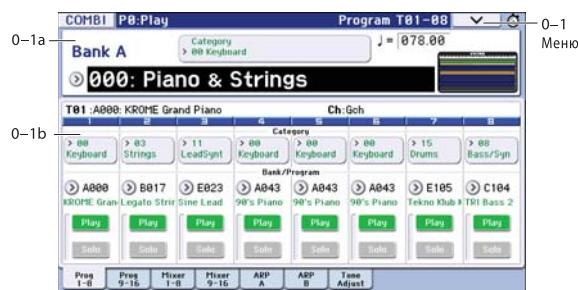 COMBI P0:Play Program T01-08
0–1
Меню
0–1a
Bank A
Category
00 Keyboard
♩= 078.00
000: Piano & Strings
T01 :A000: KROME Grand Piano Ch:Gch
1 2 3 4 5 6 7 8
0–1b
Category
00 Keyboard 03 Strings 11 LeadSynt 00 Keyboard 00 Keyboard 00 Keyboard 15 Drums 08 Bass/Syn
Bank/Program
A000 B017 E023 A043 A043 A043 E105 C104
KROME Gran Legato Strin Sine Lead 90's Piano 90's Piano 90's Piano Tekno Klub TRI Bass 2
Play Play Play Play Play Play Play Play
Solo Solo Solo Solo Solo Solo Solo Solo
Prog 1-8 Prog 9-16 Mixer 1-8 Mixer 9-16 ARP A ARP B Tone Adjust